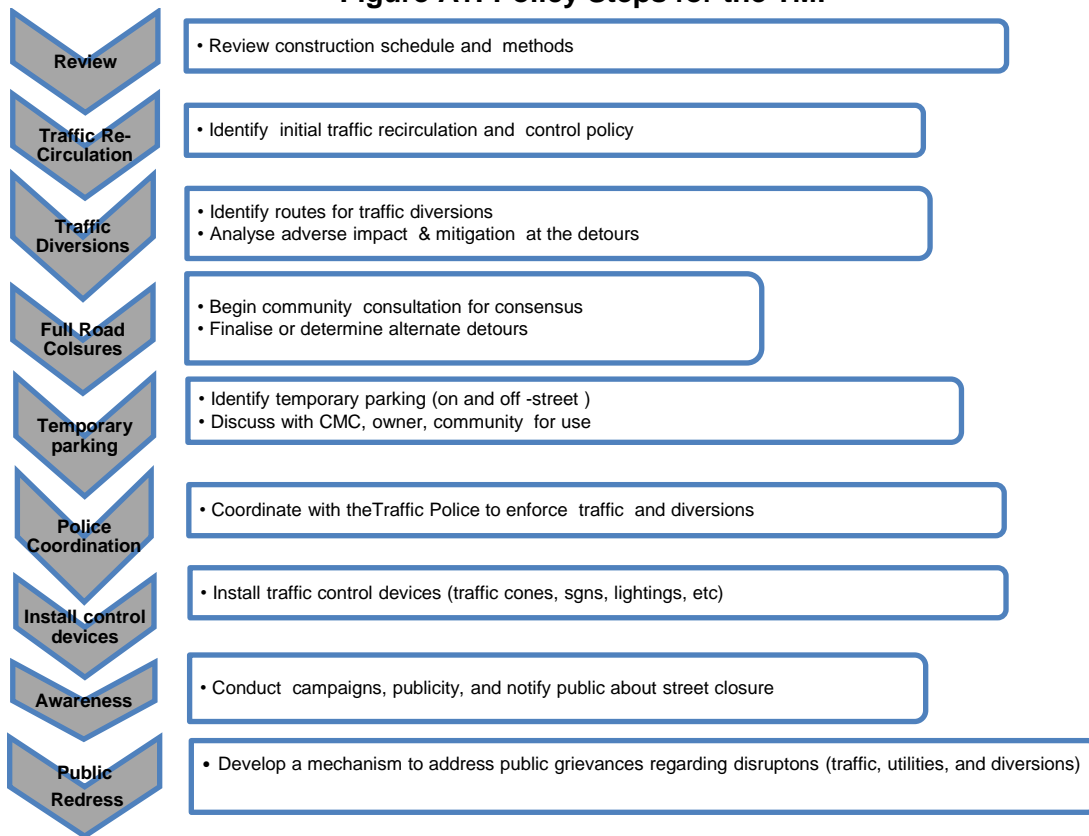 Figure A1: Policy Steps for the TMP
Review
• Review construction schedule and methods
Traffic Re-
Circulation
• Identify initial traffic recirculation and control policy
Traffic
Diversions
• Identify routes for traffic diversions
• Analyse adverse impact & mitigation at the detours
Full Road
Colsures
• Begin community consultation for consensus
• Finalise or determine alternate detours
Temporary
parking
• Identify temporary parking (on and off -street )
• Discuss with CMC, owner, community for use
Police
Coordination
• Coordinate with theTraffic Police to enforce traffic and diversions
Install control
devices
• Install traffic control devices (traffic cones, sgns, lightings, etc)
Awareness
• Conduct campaigns, publicity, and notify public about street closure
Public
Redress
• Develop a mechanism to address public grievances regarding disruptons (traffic, utilities, and diversions)